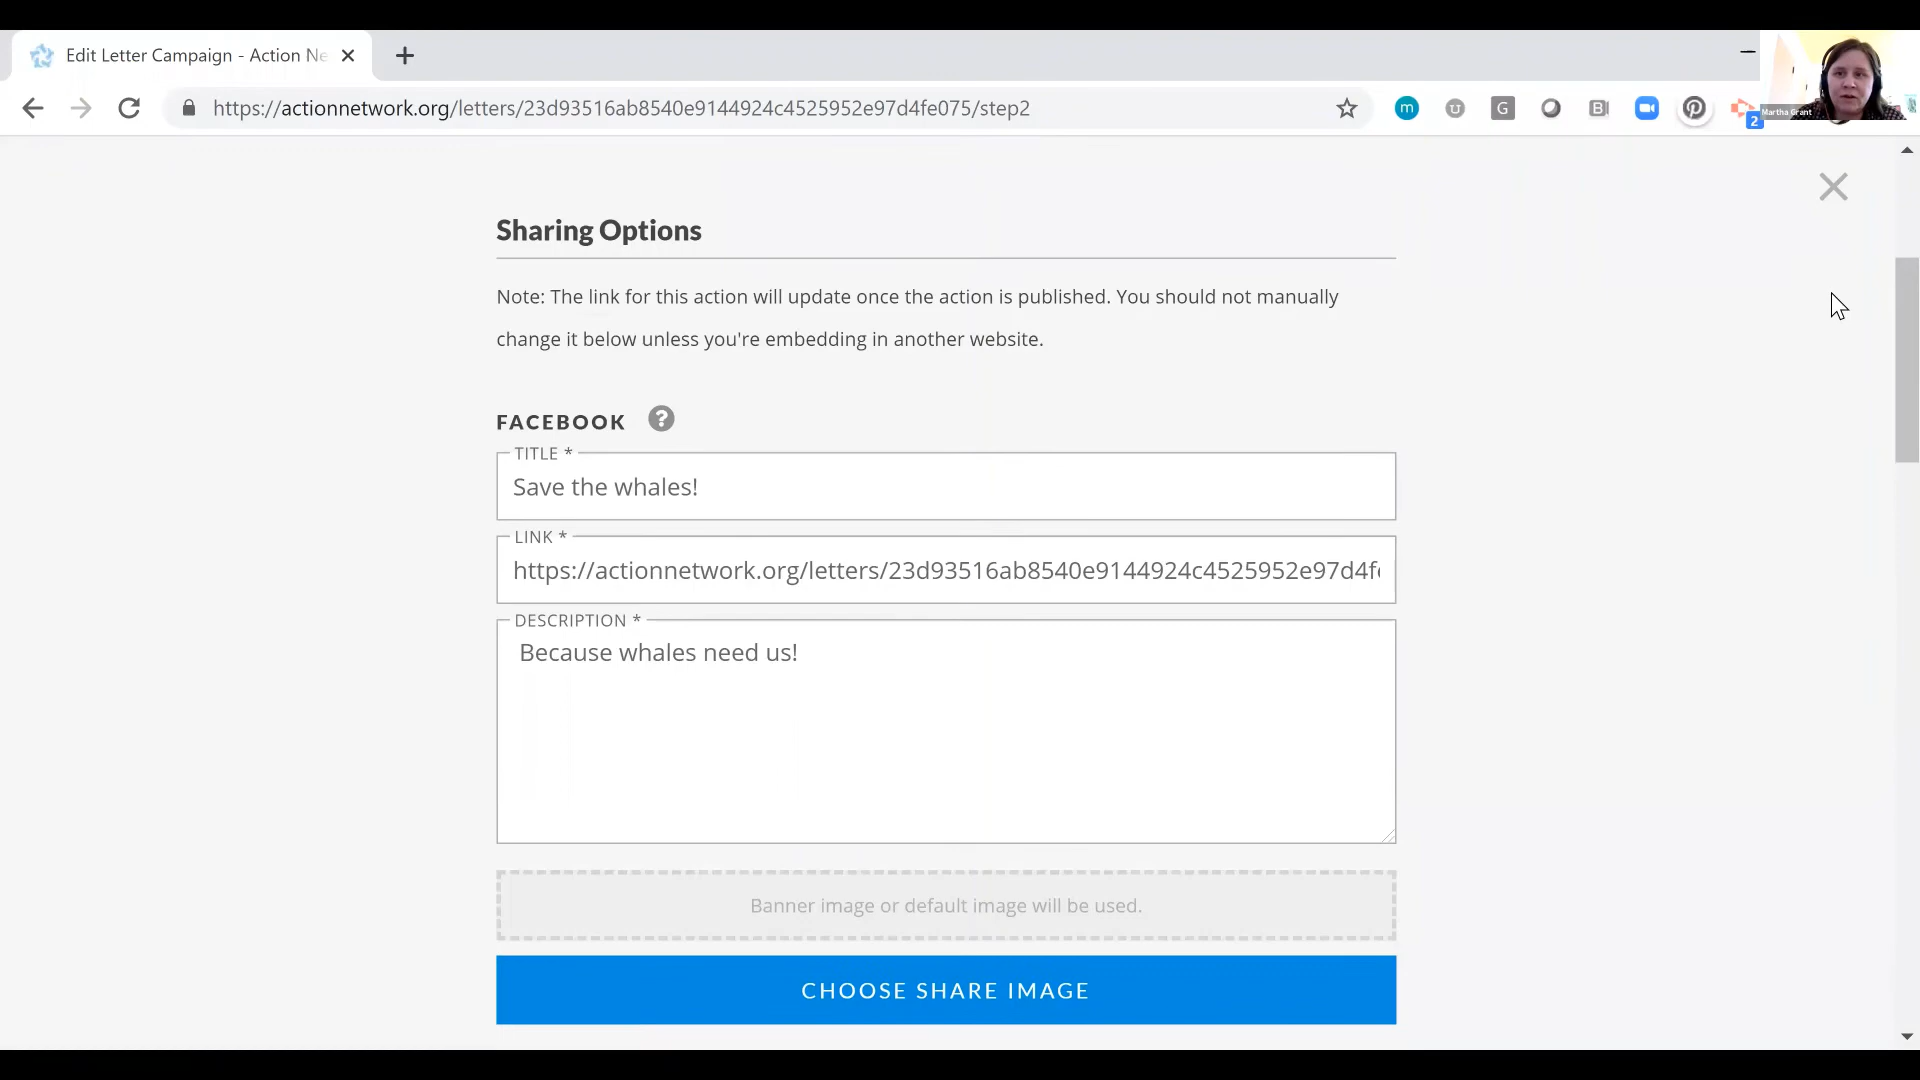 Edit Letter Campaign - Action Ne
https://actionnetwork.org/letters/23d93516ab8540e9144924c4525952e97d4fe075/step2
m
G
B
2
Martha Grant
Sharing Options
Note: The link for this action will update once the action is published. You should not manually
change it below unless you're embedding in another website.
FACEBOOK ?
TITLE *
Save the whales!
LINK *
https://actionnetwork.org/letters/23d93516ab8540e9144924c4525952e97d4f
DESCRIPTION *
Because whales need us!
Banner image or default image will be used.
CHOOSE SHARE IMAGE